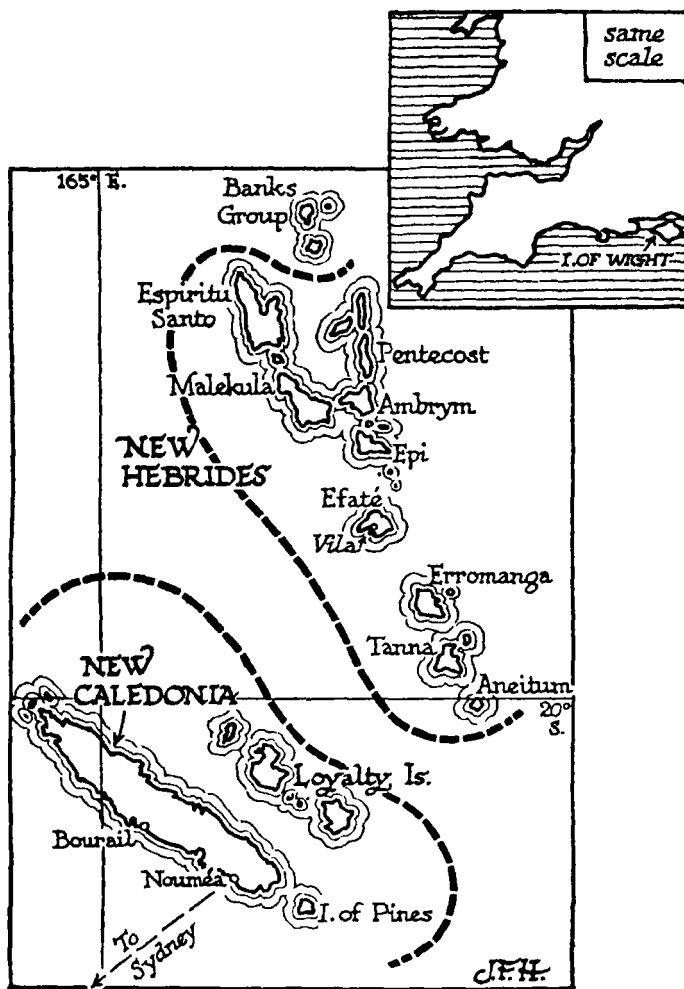 same
scale
I. OF WIGHT
165° E.
Banks
Group
Espiritu
Santo
Pentecost
Malekula
Ambrym
NEW
HEBRIDES
Epi
Efaté
Vila
Erromanga
Tanna
Aneitum
NEW
CALEDONIA
20°
S.
Loyalty Is.
Bourail
Nouméa
I. of Pines
To
Sydney
J.F.H.